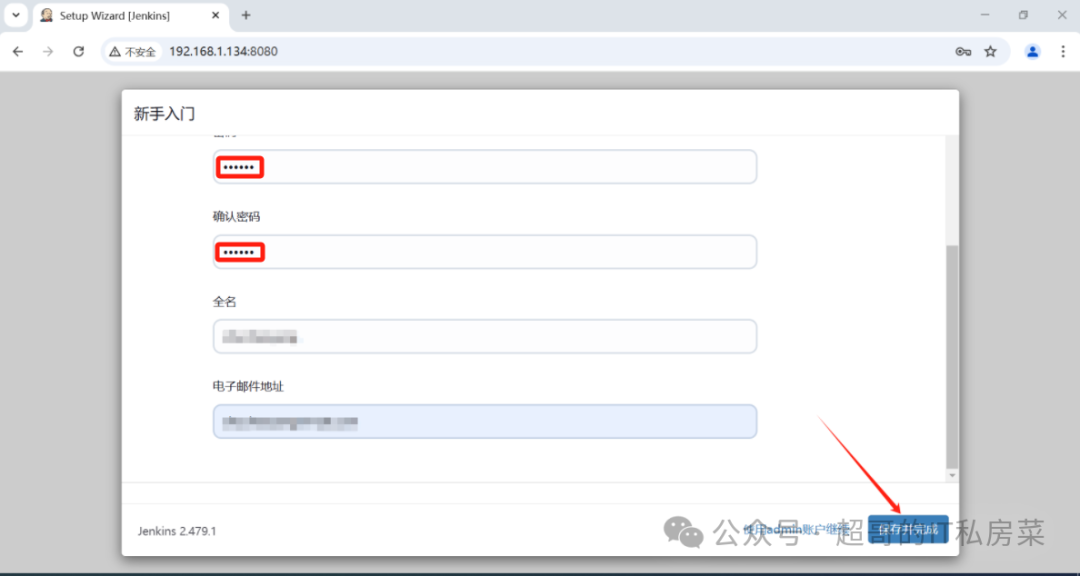 Setup Wizard [Jenkins]
不安全
192.168.1.134:8080
新手入门
••••••
确认密码
••••••
全名
电子邮件地址
Jenkins 2.479.1
使用admin账户继续
保存并完成
公众号 · 超哥的IT私房菜